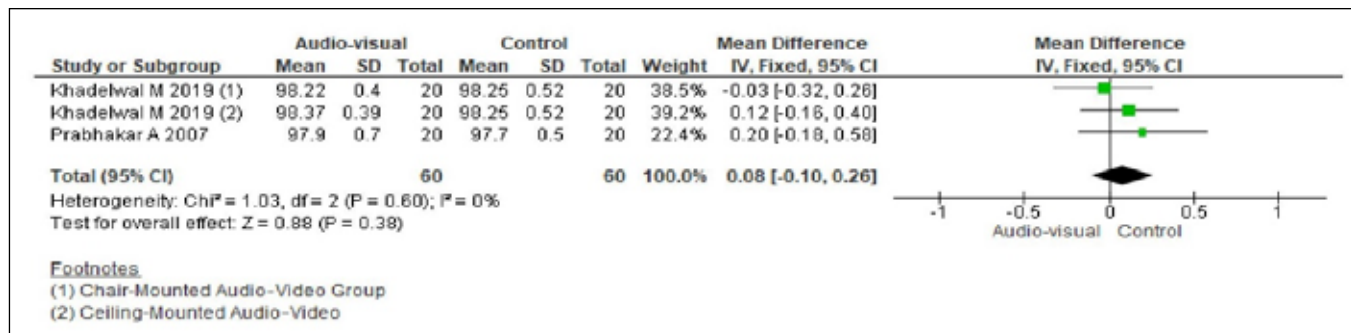 Audio-visual Control Mean Difference Mean Difference
Study or Subgroup Mean SD Total Mean SD Total Weight IV, Fixed, 95% CI IV, Fixed, 95% CI
Khadelwal M 2019 (1) 98.22 0.4 20 98.25 0.52 20 38.5% -0.03 [-0.32, 0.26]
Khadelwal M 2019 (2) 98.37 0.39 20 98.25 0.52 20 39.2% 0.12 [-0.16, 0.40]
Prabhakar A 2007 97.9 0.7 20 97.7 0.5 20 22.4% 0.20 [-0.18, 0.58]
Total (95% CI) 60 60 100.0% 0.08 [-0.10, 0.26]
Heterogeneity: Chi² = 1.03, df = 2 (P = 0.60); I² = 0%
Test for overall effect: Z = 0.88 (P = 0.38)
-1 -0.5 0 0.5 1
Audio-visual Control
Footnotes
(1) Chair-Mounted Audio-Video Group
(2) Ceiling-Mounted Audio-Video